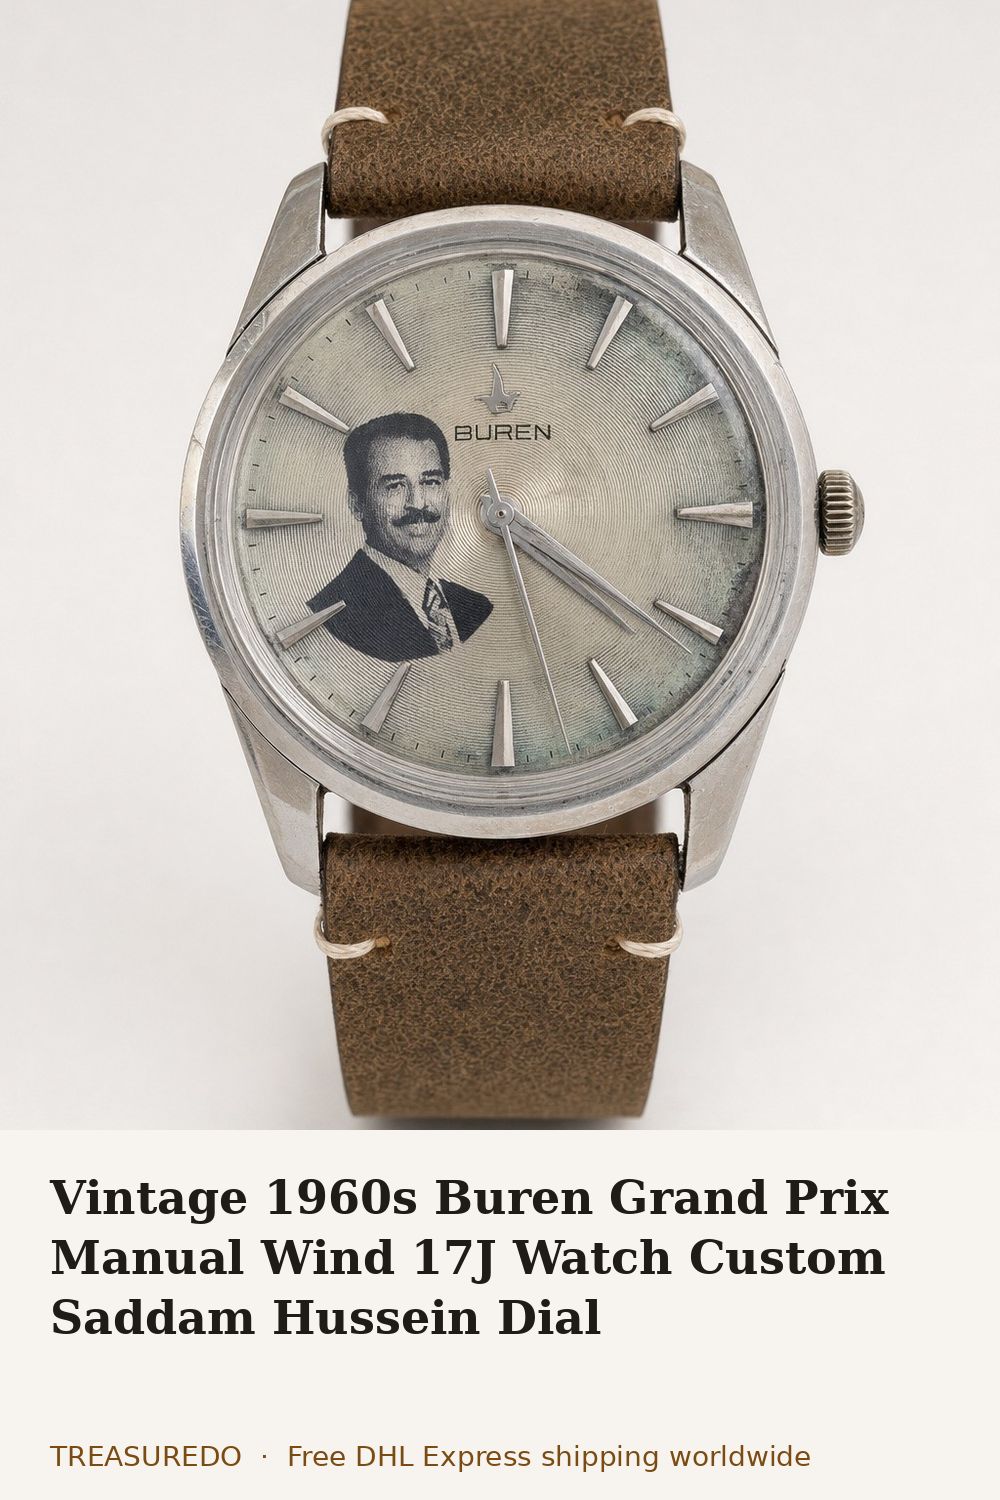 BUREN
Vintage 1960s Buren Grand Prix
Manual Wind 17J Watch Custom
Saddam Hussein Dial
TREASUREDO · Free DHL Express shipping worldwide